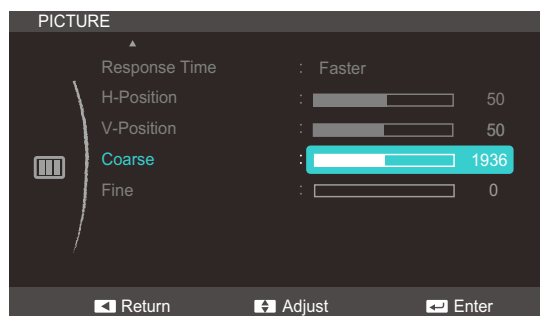 PICTURE
Response Time : Faster
H-Position : 50
V-Position : 50
Coarse : 1936
Fine : 0
Return Adjust Enter